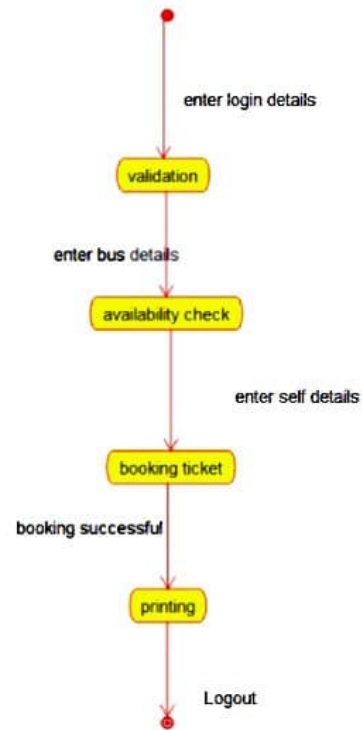 enter login details
validation
enter bus details
availability check
enter self details
booking ticket
booking successful
printing
Logout